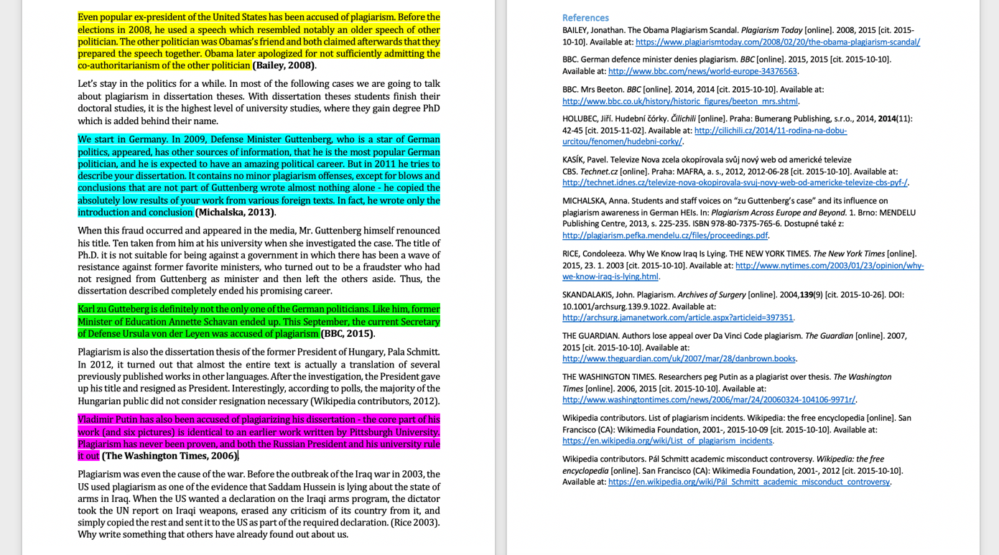 Even popular ex-president of the United States has been accused of plagiarism. Before the
elections in 2008, he used a speech which resembled notably an older speech of other
politician. The other politician was Obamas's friend and both claimed afterwards that they
prepared the speech together. Obama later apologized for not sufficiently admitting the
co-authoritarianism of the other politician (Bailey, 2008).
Let's stay in the politics for a while. In most of the following cases we are going to talk
about plagiarism in dissertation theses. With dissertation theses students finish their
doctoral studies, it is the highest level of university studies, where they gain degree PhD
which is added behind their name.
We start in Germany. In 2009, Defense Minister Guttenberg, who is a star of German
politics, appeared, has other sources of information, that he is the most popular German
politician, and he is expected to have an amazing political career. But in 2011 he tries to
describe your dissertation. It contains no minor plagiarism offenses, except for blows and
conclusions that are not part of Guttenberg wrote almost nothing alone - he copied the
absolutely low results of your work from various foreign texts. In fact, he wrote only the
introduction and conclusion (Michalska, 2013).
When this fraud occurred and appeared in the media, Mr. Guttenberg himself renounced
his title. Ten taken from him at his university when she investigated the case. The title of
Ph.D. it is not suitable for being against a government in which there has been a wave of
resistance against former favorite ministers, who turned out to be a fraudster who had
not resigned from Guttenberg as minister and then left the others aside. Thus, the
dissertation described completely ended his promising career.
Karl zu Gutteberg is definitely not the only one of the German politicians. Like him, former
Minister of Education Annette Schavan ended up. This September, the current Secretary
of Defense Ursula von der Leyen was accused of plagiarism (BBC, 2015).
Plagiarism is also the dissertation thesis of the former President of Hungary, Pala Schmitt.
In 2012, it turned out that almost the entire text is actually a translation of several
previously published works in other languages. After the investigation, the President gave
up his title and resigned as President. Interestingly, according to polls, the majority of the
Hungarian public did not consider resignation necessary (Wikipedia contributors, 2012).
Vladimir Putin has also been accused of plagiarizing his dissertation - the core part of his
work (and six pictures) is identical to an earlier work written by Pittsburgh University.
Plagiarism has never been proven, and both the Russian President and his university rule
it out (The Washington Times, 2006).
Plagiarism was even the cause of the war. Before the outbreak of the Iraq war in 2003, the
US used plagiarism as one of the evidence that Saddam Hussein is lying about the state of
arms in Iraq. When the US wanted a declaration on the Iraqi arms program, the dictator
took the UN report on Iraqi weapons, erased any criticism of its country from it, and
simply copied the rest and sent it to the US as part of the required declaration. (Rice 2003).
Why write something that others have already found out about us.
References
BAILEY, Jonathan. The Obama Plagiarism Scandal. Plagiarism Today [online]. 2008, 2015 [cit. 2015-
10-10]. Available at: https://www.plagiarismtoday.com/2008/02/20/the-obama-plagiarism-scandal/
BBC. German defence minister denies plagiarism. BBC [online]. 2015, 2015 [cit. 2015-10-10].
Available at: http://www.bbc.com/news/world-europe-34376563.
BBC. Mrs Beeton. BBC [online]. 2014, 2014 [cit. 2015-10-10]. Available at:
http://www.bbc.co.uk/history/historic_figures/beeton_mrs.shtml.
HOLUBEC, Jiří. Hudební čórky. Čilichili [online]. Praha: Bumerang Publishing, s.r.o., 2014, 2014(11):
42-45 [cit. 2015-11-02]. Available at: http://cilichili.cz/2014/11-rodina-na-dobu-
urcitou/fenomen/hudebni-corky/.
KASÍK, Pavel. Televize Nova zcela okopírovala svůj nový web od americké televize
CBS. Technet.cz [online]. Praha: MAFRA, a. s., 2012, 2012-06-28 [cit. 2015-10-10]. Available at:
http://technet.idnes.cz/televize-nova-okopirovala-svuj-novy-web-od-americke-televize-cbs-pyf-/.
MICHALSKA, Anna. Students and staff voices on "zu Guttenberg's case" and its influence on
plagiarism awareness in German HEIs. In: Plagiarism Across Europe and Beyond. 1. Brno: MENDELU
Publishing Centre, 2013, s. 225-235. ISBN 978-80-7375-765-6. Dostupné také z:
http://plagiarism.pefka.mendelu.cz/files/proceedings.pdf.
RICE, Condoleeza. Why We Know Iraq Is Lying. THE NEW YORK TIMES. The New York Times [online].
2015, 23. 1. 2003 [cit. 2015-10-10]. Available at: http://www.nytimes.com/2003/01/23/opinion/why-
we-know-iraq-is-lying.html.
SKANDALAKIS, John. Plagiarism. Archives of Surgery [online]. 2004,139(9) [cit. 2015-10-26]. DOI:
10.1001/archsurg.139.9.1022. Available at:
http://archsurg.jamanetwork.com/article.aspx?articleid=397351.
THE GUARDIAN. Authors lose appeal over Da Vinci Code plagiarism. The Guardian [online]. 2007,
2015 [cit. 2015-10-10]. Available at:
http://www.theguardian.com/uk/2007/mar/28/danbrown.books.
THE WASHINGTON TIMES. Researchers peg Putin as a plagiarist over thesis. The Washington
Times [online]. 2006, 2015 [cit. 2015-10-10]. Available at:
http://www.washingtontimes.com/news/2006/mar/24/20060324-104106-9971r/.
Wikipedia contributors. List of plagiarism incidents. Wikipedia: the free encyclopedia [online]. San
Francisco (CA): Wikimedia Foundation, 2001-, 2015-10-09 [cit. 2015-10-10]. Available at:
https://en.wikipedia.org/wiki/List_of_plagiarism_incidents.
Wikipedia contributors. Pál Schmitt academic misconduct controversy. Wikipedia: the free
encyclopedia [online]. San Francisco (CA): Wikimedia Foundation, 2001-, 2012 [cit. 2015-10-10].
Available at: https://en.wikipedia.org/wiki/Pál_Schmitt_academic_misconduct_controversy.